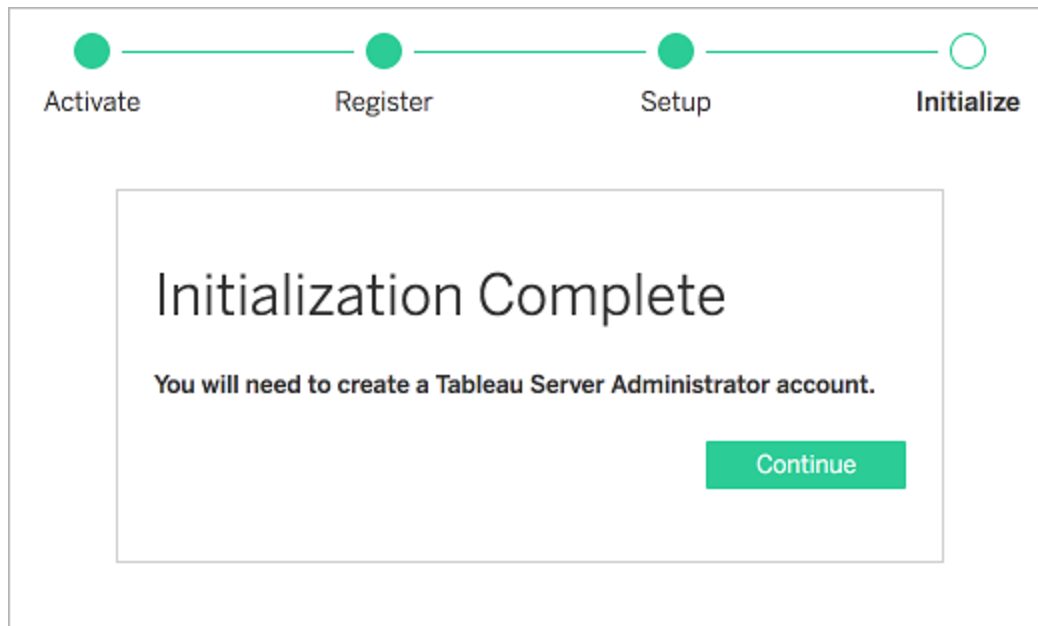 Activate
Register
Setup
Initialize
Initialization Complete
You will need to create a Tableau Server Administrator account.
Continue